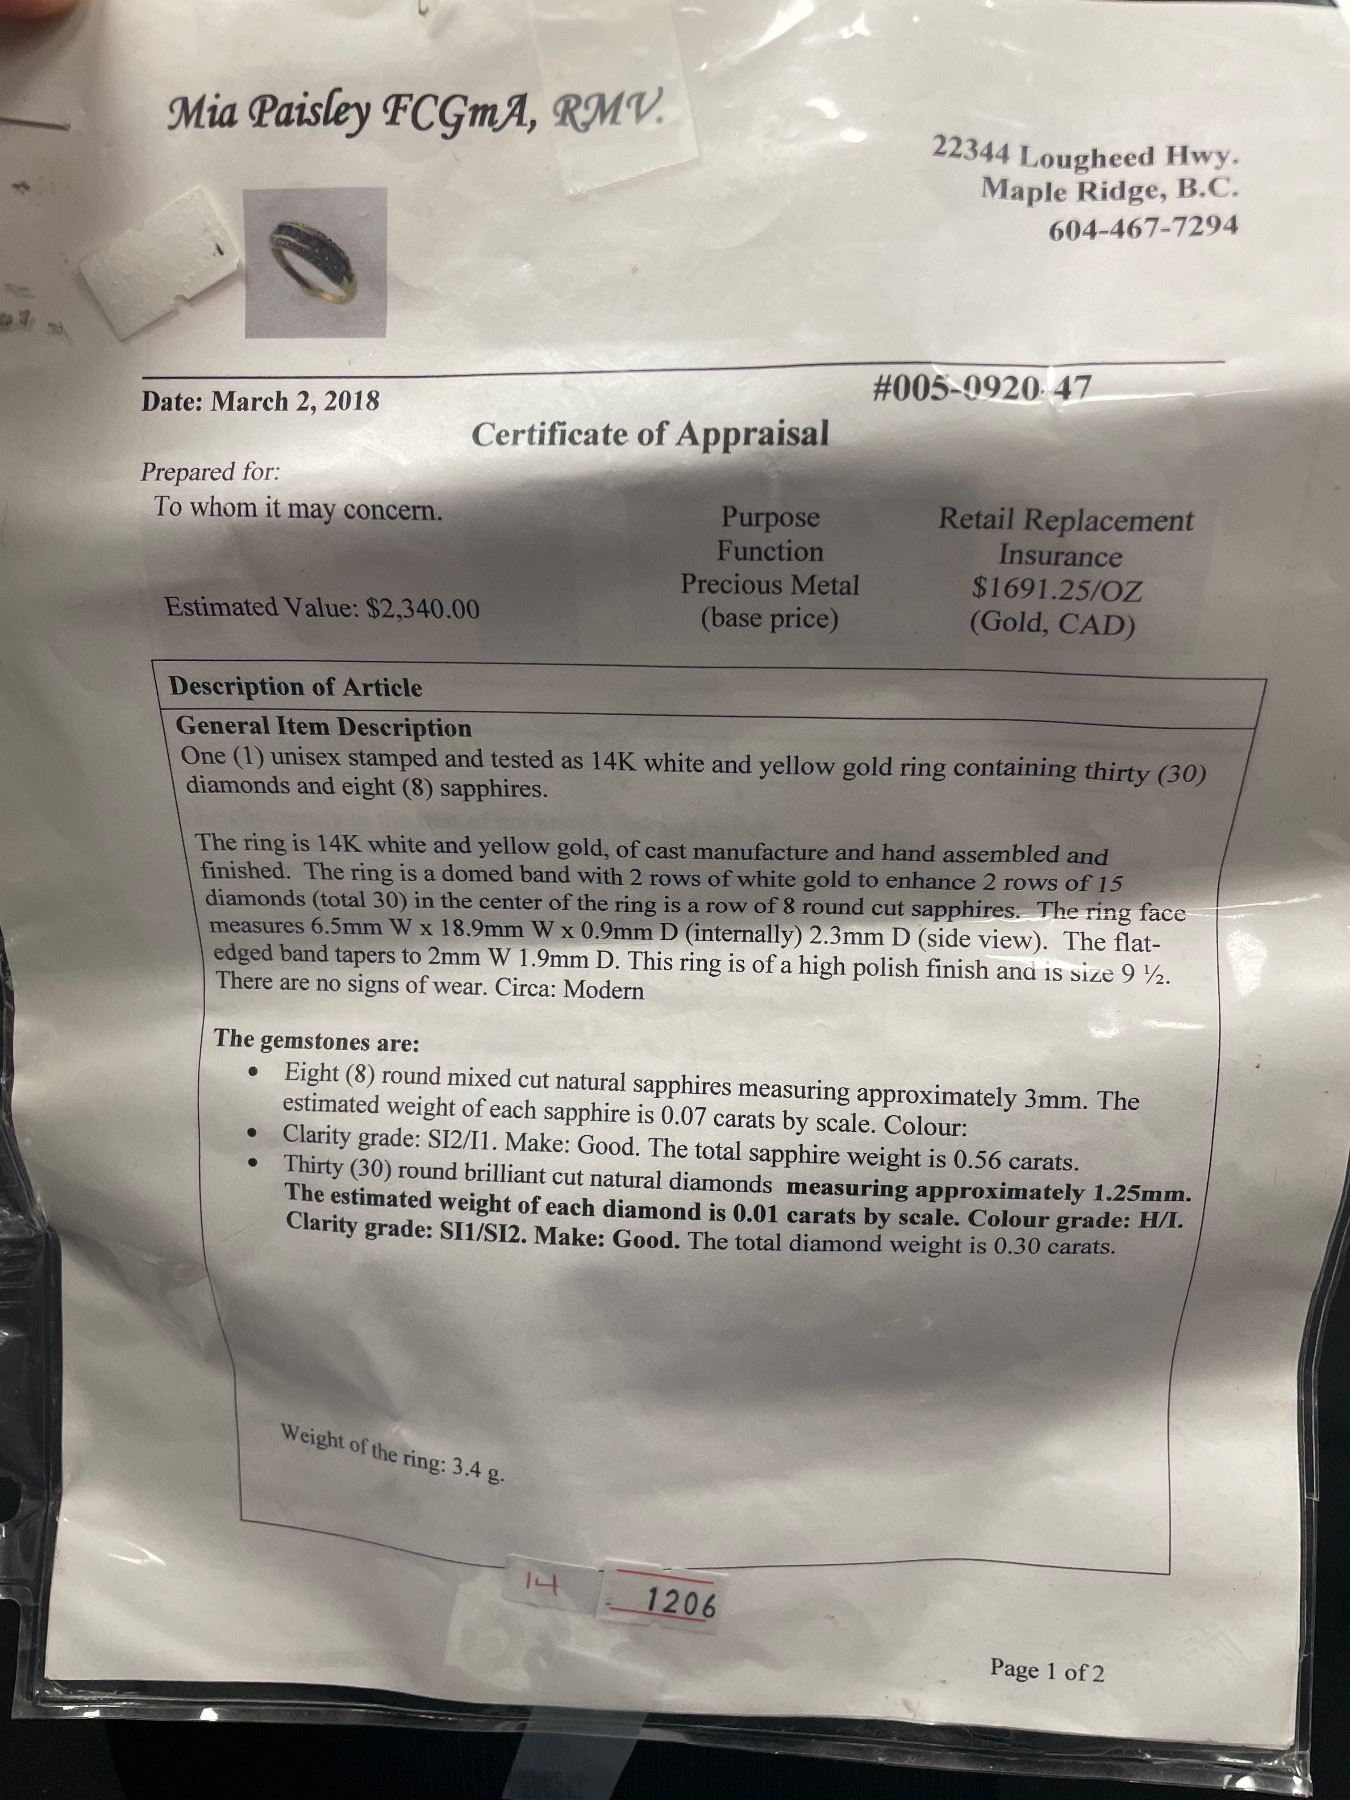 Mia Paisley FCGmA, RMV.
22344 Lougheed Hwy.
Maple Ridge, B.C.
604-467-7294
Date: March 2, 2018
#005-0920-47
Certificate of Appraisal
Prepared for:
To whom it may concern.
Purpose Retail Replacement
Function Insurance
Precious Metal $1691.25/OZ
(base price) (Gold, CAD)
Estimated Value: $2,340.00
Description of Article
General Item Description
One (1) unisex stamped and tested as 14K white and yellow gold ring containing thirty (30)
diamonds and eight (8) sapphires.
The ring is 14K white and yellow gold, of cast manufacture and hand assembled and
finished. The ring is a domed band with 2 rows of white gold to enhance 2 rows of 15
diamonds (total 30) in the center of the ring is a row of 8 round cut sapphires. The ring face
measures 6.5mm W x 18.9mm W x 0.9mm D (internally) 2.3mm D (side view). The flat-
edged band tapers to 2mm W 1.9mm D. This ring is of a high polish finish and is size 9 ½.
There are no signs of wear. Circa: Modern
The gemstones are:
• Eight (8) round mixed cut natural sapphires measuring approximately 3mm. The
estimated weight of each sapphire is 0.07 carats by scale. Colour:
• Clarity grade: SI2/I1. Make: Good. The total sapphire weight is 0.56 carats.
• Thirty (30) round brilliant cut natural diamonds measuring approximately 1.25mm.
The estimated weight of each diamond is 0.01 carats by scale. Colour grade: H/I.
Clarity grade: SI1/SI2. Make: Good. The total diamond weight is 0.30 carats.
Weight of the ring: 3.4 g.
14 1206
Page 1 of 2